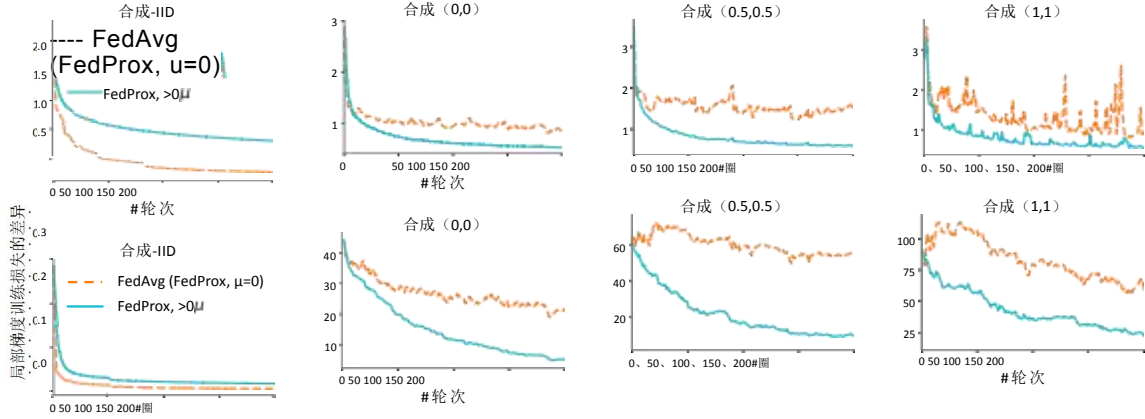 合成-IID
2.0
---- FedAvg
(FedProx, u=0)
1.5
FedProx, >0μ
1.0
0.5
0 50 100 150 200
#轮次
合成（0,0）
3
2
1
0
50 100 150 200
#轮次
合成（0.5,0.5）
3
2
1
0 50 100 150 200#圈
合成（1,1）
3
2
1
0、50、100、150、200#圈
局部梯度训练损失的差异
合成-IID
0.3
0.2
FedAvg (FedProx, μ=0)
FedProx, >0μ
0.1
0.0
0 50 100 150 200#圈
合成（0,0）
40
30
20
10
0 50 100 150 200
#轮次
合成（0.5,0.5）
60
40
20
0、50、100、150、200#圈
合成（1,1）
100
75
50
25
0 50 100 150 200
#轮次